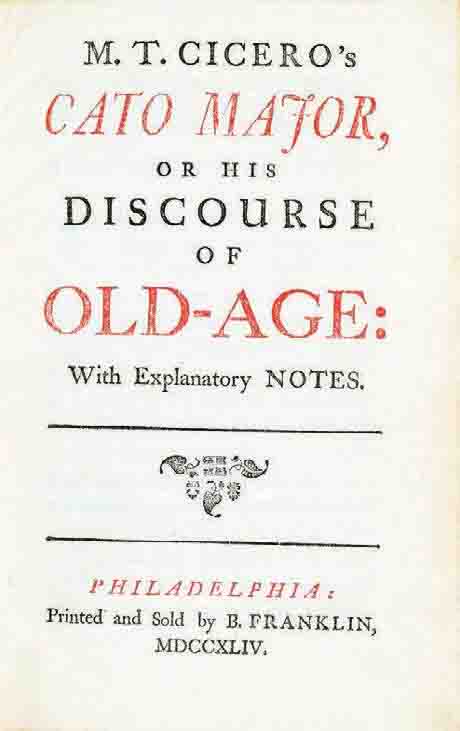 M. T. CICERO's
CATO MAJOR,
OR HIS
DISCOURSE
OF
OLD-AGE:
With Explanatory NOTES.
PHILADELPHIA:
Printed and Sold by B. FRANKLIN,
MDCCXLIV.